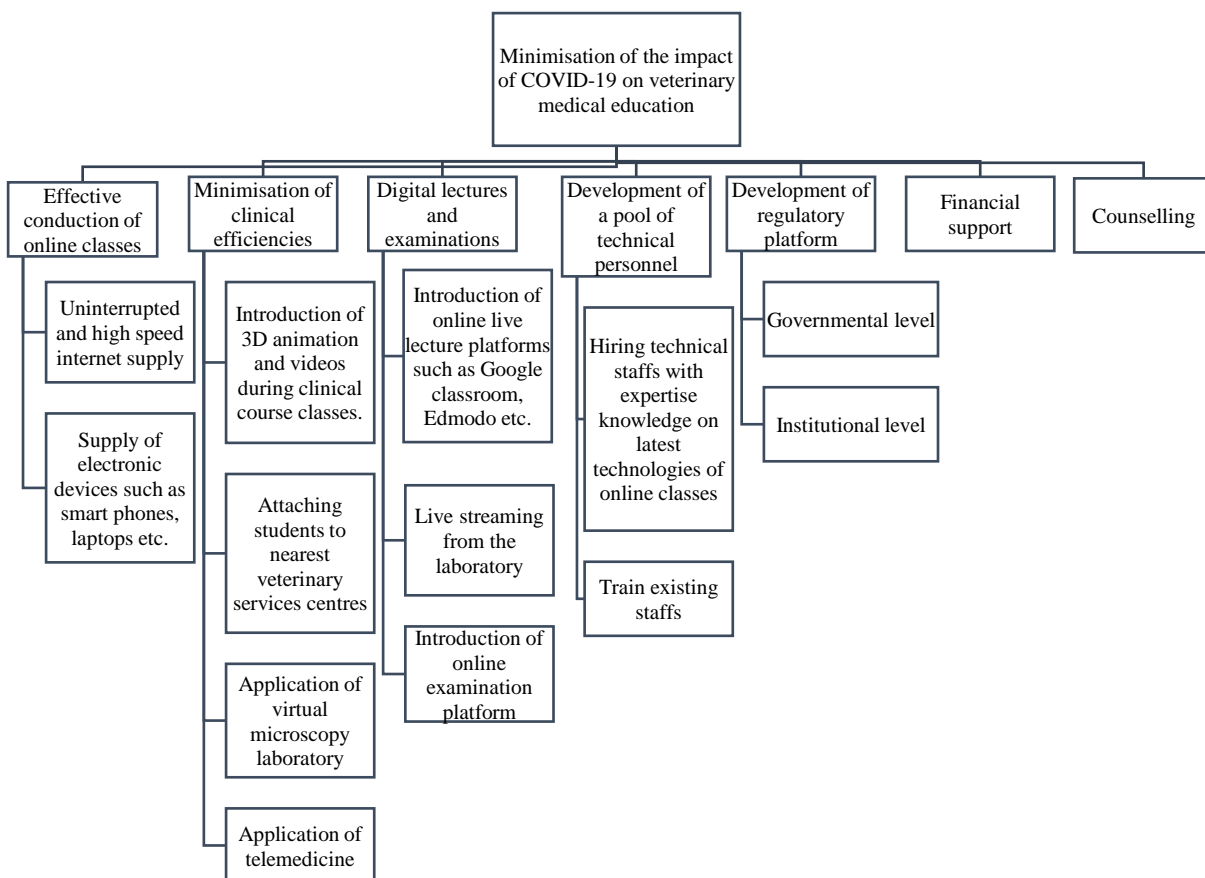 Minimisation of the impact
of COVID-19 on veterinary
medical education
Effective
conduction of
online classes
Uninterrupted
and high speed
internet supply
Supply of
electronic
devices such as
smart phones,
laptops etc.
Minimisation of
clinical
efficiencies
Introduction of
3D animation
and videos
during clinical
course classes.
Attaching
students to
nearest
veterinary
services centres
Application of
virtual
microscopy
laboratory
Application of
telemedicine
Digital lectures
and
examinations
Introduction of
online live
lecture platforms
such as Google
classroom,
Edmodo etc.
Live streaming
from the
laboratory
Introduction of
online
examination
platform
Development of
a pool of
technical
personnel
Hiring technical
staffs with
expertise
knowledge on
latest
technologies of
online classes
Train existing
staffs
Development of
regulatory
platform
Governmental level
Institutional level
Financial
support
Counselling